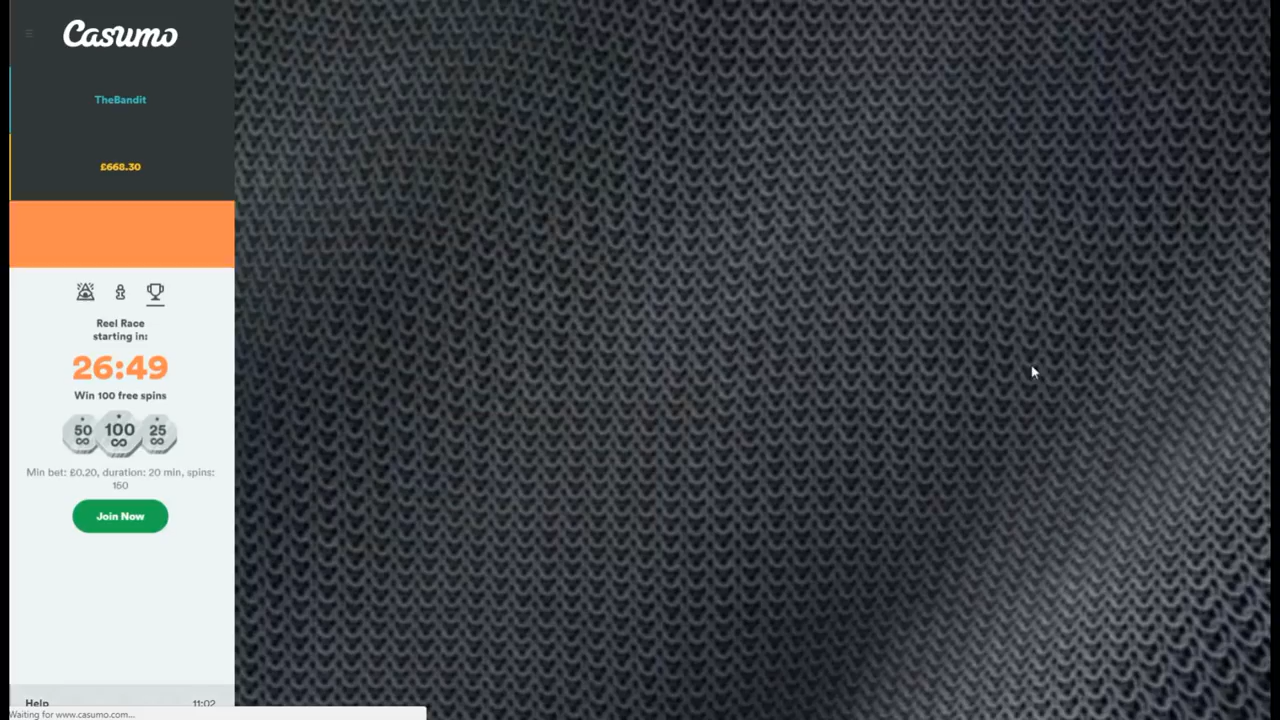 Casumo
TheBandit
£668.30
Reel Race
starting in:
26:49
Win 100 free spins
50 100 25
Min bet: £0.20, duration: 20 min, spins:
160
Join Now
Help 11:02
Waiting for www.casumo.com...